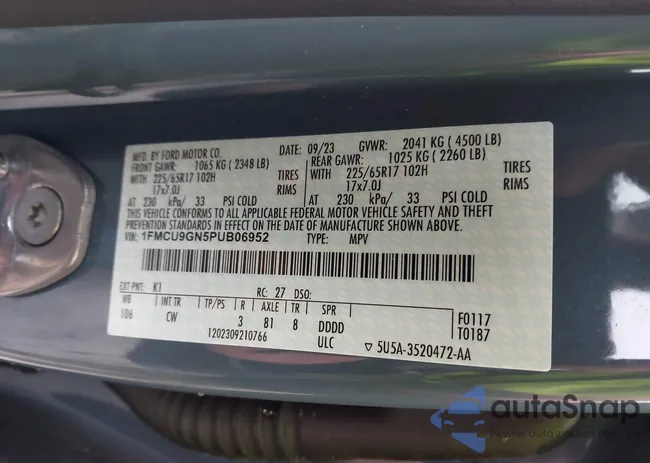 MFD. BY FORD MOTOR CO. DATE: 09/23 GVWR: 2041 KG ( 4500 LB)
FRONT GAWR: 1065 KG ( 2348 LB) REAR GAWR: 1025 KG ( 2260 LB)
WITH 225/65R17 102H TIRES WITH 225/65R17 102H TIRES
17x7.0J RIMS 17x7.0J RIMS
AT 230 kPa/ 33 PSI COLD AT 230 kPa/ 33 PSI COLD
THIS VEHICLE CONFORMS TO ALL APPLICABLE FEDERAL MOTOR VEHICLE SAFETY AND THEFT
PREVENTION STANDARDS IN EFFECT ON THE DATE OF MANUFACTURE SHOWN ABOVE.
VIN: 1FMCU9GN5PUB06952 TYPE: MPV
EXT PNT: K1 RC: 27 DSO:
WB INT TR TP/PS R AXLE TR SPR
106 CW 3 81 8 DDDD
1202309210766 ULC
F0117
T0187
▽ 5U5A-3520472-AA
autoSnap